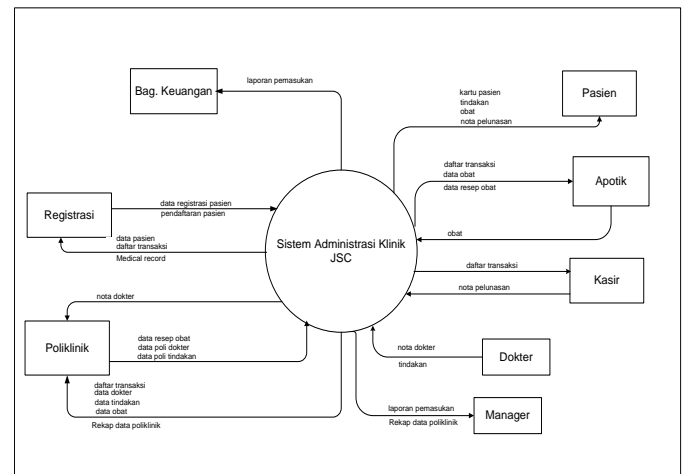 laporan pemasukan
Bag. Keuangan
kartu pasien
tindakan
obat
nota pelunasan
Pasien
daftar transaksi
data obat
data resep obat
Apotik
obat
Registrasi
data registrasi pasien
pendaftaran pasien
data pasien
daftar transaksi
Medical record
Sistem Administrasi Klinik
JSC
daftar transaksi
nota pelunasan
Kasir
nota dokter
Poliklinik
data resep obat
data poli dokter
data poli tindakan
nota dokter
tindakan
Dokter
daftar transaksi
data dokter
data tindakan
data obat
Rekap data poliklinik
laporan pemasukan
Rekap data poliklinik
Manager